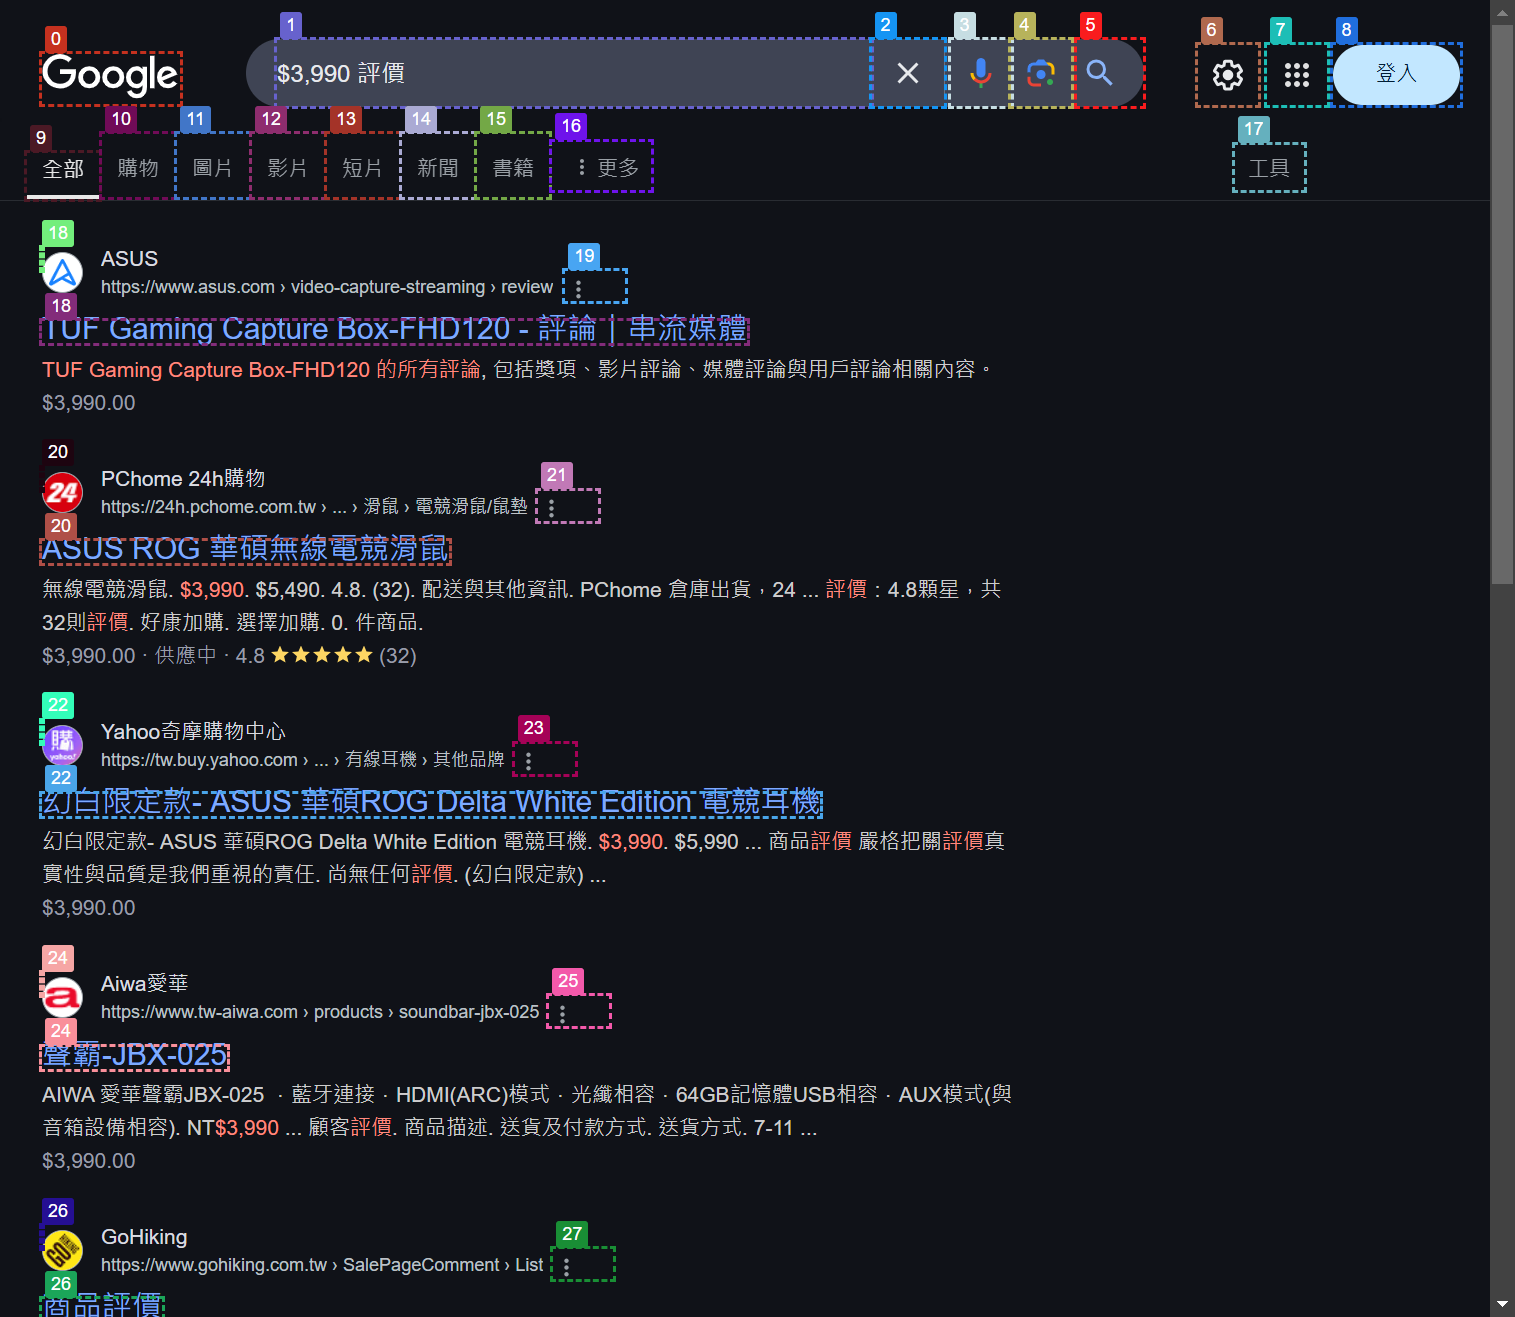 0
1
2
3
4
5
6
7
8
Google
$3,990 評價
登入
9
10
11
12
13
14
15
16
17
全部
購物
圖片
影片
短片
新聞
書籍
更多
工具
18
ASUS
19
https://www.asus.com › video-capture-streaming › review
18
TUF Gaming Capture Box-FHD120 - 評論｜串流媒體
TUF Gaming Capture Box-FHD120 的所有評論, 包括獎項、影片評論、媒體評論與用戶評論相關內容。
$3,990.00
20
24
PChome 24h購物
21
https://24h.pchome.com.tw › ... › 滑鼠 › 電競滑鼠/鼠墊
20
ASUS ROG 華碩無線電競滑鼠
無線電競滑鼠. $3,990. $5,490. 4.8. (32). 配送與其他資訊. PChome 倉庫出貨，24 ... 評價：4.8顆星，共
32則評價. 好康加購. 選擇加購. 0. 件商品.
$3,990.00 · 供應中 · 4.8 ★★★★★ (32)
22
購
yahoo!
Yahoo奇摩購物中心
23
https://tw.buy.yahoo.com › ... › 有線耳機 › 其他品牌
22
幻白限定款- ASUS 華碩ROG Delta White Edition 電競耳機
幻白限定款- ASUS 華碩ROG Delta White Edition 電競耳機. $3,990. $5,990 ... 商品評價 嚴格把關評價真
實性與品質是我們重視的責任. 尚無任何評價. (幻白限定款) ...
$3,990.00
24
a
Aiwa愛華
25
https://www.tw-aiwa.com › products › soundbar-jbx-025
24
聲霸-JBX-025
AIWA 愛華聲霸JBX-025 · 藍牙連接 · HDMI(ARC)模式 · 光纖相容 · 64GB記憶體USB相容 · AUX模式(與
音箱設備相容). NT$3,990 ... 顧客評價. 商品描述. 送貨及付款方式. 送貨方式. 7-11 ...
$3,990.00
26
GoHiking
27
https://www.gohiking.com.tw › SalePageComment › List
26
商品評價